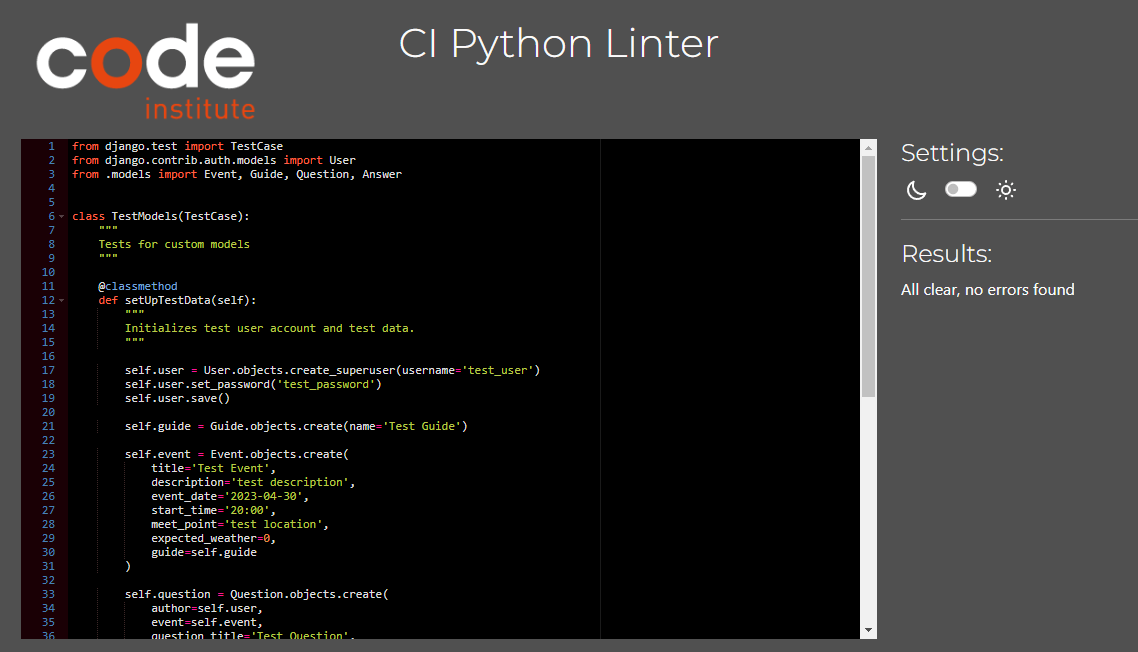 code
institute
CI Python Linter
1 from django.test import TestCase
2 from django.contrib.auth.models import User
3 from .models import Event, Guide, Question, Answer
4
5
6 class TestModels(TestCase):
7     """
8     Tests for custom models
9     """
10
11     @classmethod
12     def setUpTestData(self):
13         """
14         Initializes test user account and test data.
15         """
16
17         self.user = User.objects.create_superuser(username='test_user')
18         self.user.set_password('test_password')
19         self.user.save()
20
21         self.guide = Guide.objects.create(name='Test Guide')
22
23         self.event = Event.objects.create(
24             title='Test Event',
25             description='test description',
26             event_date='2023-04-30',
27             start_time='20:00',
28             meet_point='test location',
29             expected_weather=0,
30             guide=self.guide
31         )
32
33         self.question = Question.objects.create(
34             author=self.user,
35             event=self.event,
36             question_title='Test Question',
Settings:
Results:
All clear, no errors found